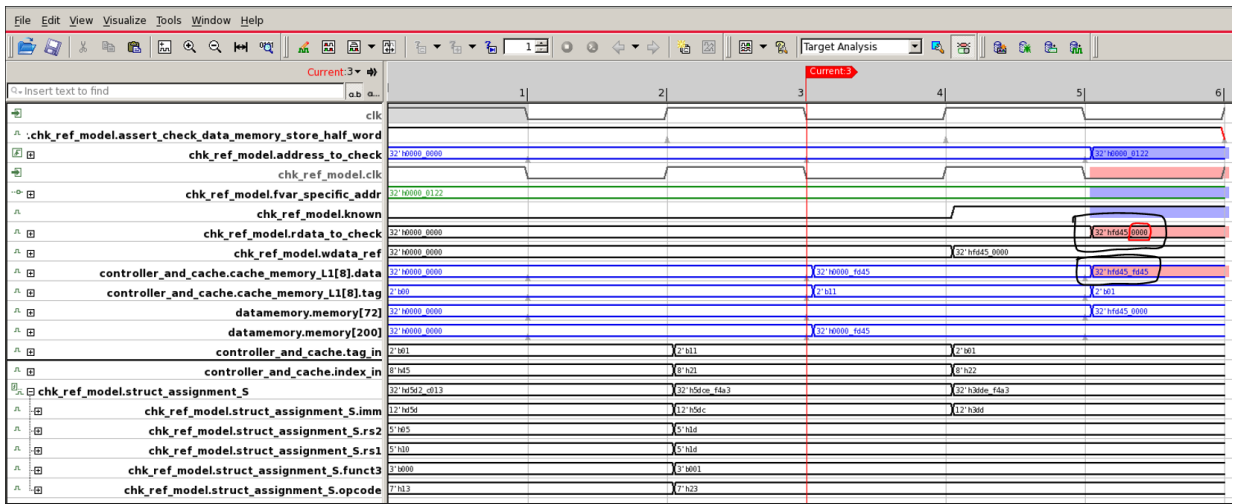 File Edit View Visualize Tools Window Help
1 Target Analysis
Current:3 Current:3
Insert text to find a.b a...
1 2 3 4 5 6
clk
.chk_ref_model.assert_check_data_memory_store_half_word
chk_ref_model.address_to_check 32'h0000_0000 32'h0000_0122
chk_ref_model.clk
chk_ref_model.fvar_specific_addr 32'h0000_0122
chk_ref_model.known
chk_ref_model.rdata_to_check 32'h0000_0000 32'hfd45_0000
chk_ref_model.wdata_ref 32'h0000_0000 32'hfd45_0000
controller_and_cache.cache_memory_L1[8].data 32'h0000_0000 32'h0000_fd45 32'hfd45_fd45
controller_and_cache.cache_memory_L1[8].tag 2'b00 2'b11 2'b01
datamemory.memory[72] 32'h0000_0000 32'hfd45_0000
datamemory.memory[200] 32'h0000_0000 32'h0000_fd45
controller_and_cache.tag_in 2'b01 2'b11 2'b01
controller_and_cache.index_in 8'h45 8'h21 8'h22
chk_ref_model.struct_assignment_S 32'hd5d2_c013 32'h5dce_f4a3 32'h3dde_f4a3
chk_ref_model.struct_assignment_S.imm 12'hd5d 12'h5dc 12'h3dd
chk_ref_model.struct_assignment_S.rs2 5'h05 5'h1d
chk_ref_model.struct_assignment_S.rs1 5'h10 5'h1d
chk_ref_model.struct_assignment_S.funct3 3'b000 3'b001
chk_ref_model.struct_assignment_S.opcode 7'h13 7'h23